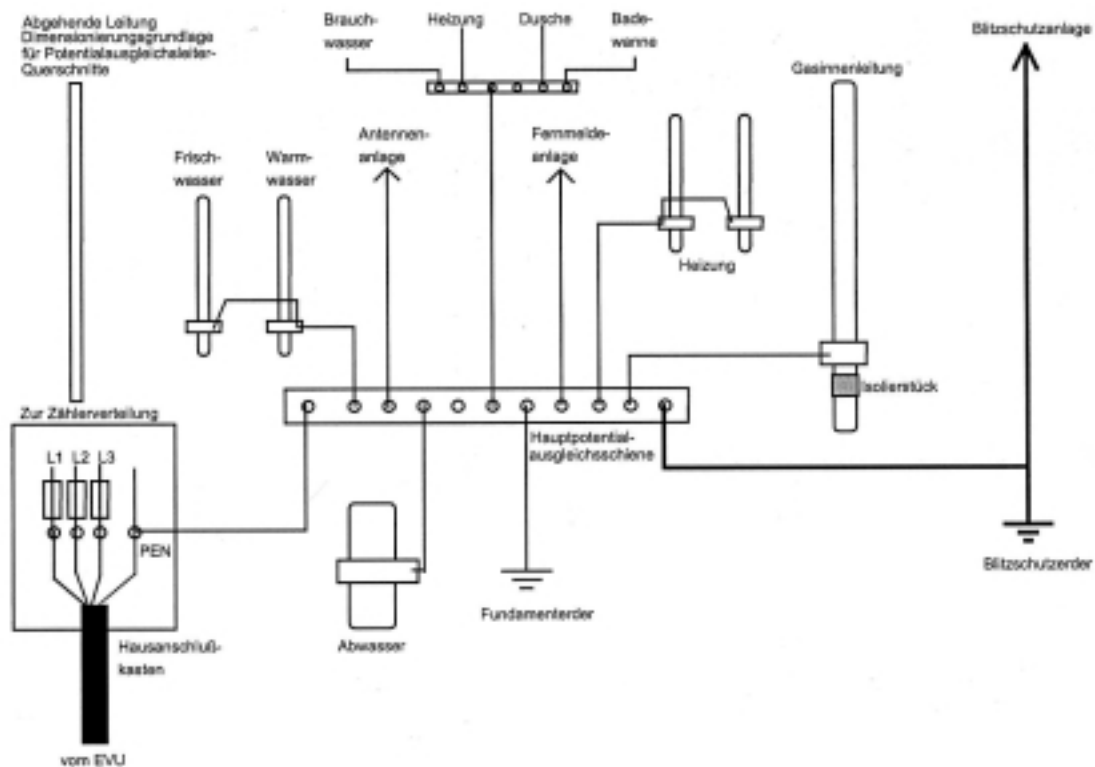 Abgehende Leitung
Dimensionierungsgrundlage
für Potentialausgleichsleiter-
Querschnitte
Brauch-
wasser
Heizung
Dusche
Bade-
wanne
Blitzschutzanlage
Gasinnenleitung
Antennen-
anlage
Fernmelde-
anlage
Frisch-
wasser
Warm-
wasser
Heizung
Isolierstück
Zur Zählerverteilung
Hauptpotential-
ausgleichsschiene
L1 L2 L3
PEN
Blitzschutzerder
Fundamenterder
Abwasser
Hausanschluß-
kasten
vom EVU